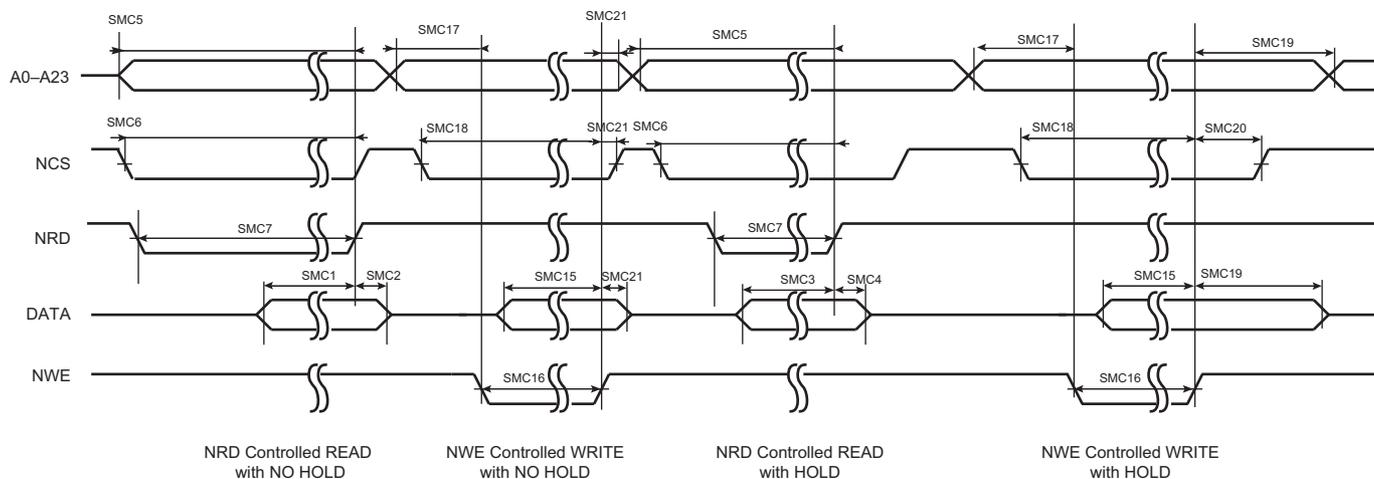 SMC5
SMC17
SMC21
SMC5
SMC17
SMC19
A0–A23
SMC6
SMC18
SMC21
SMC6
SMC18
SMC20
NCS
NRD
SMC7
SMC7
SMC1
SMC2
SMC15
SMC21
SMC3
SMC4
SMC15
SMC19
DATA
NWE
SMC16
SMC16
NRD Controlled READ
with NO HOLD
NWE Controlled WRITE
with NO HOLD
NRD Controlled READ
with HOLD
NWE Controlled WRITE
with HOLD